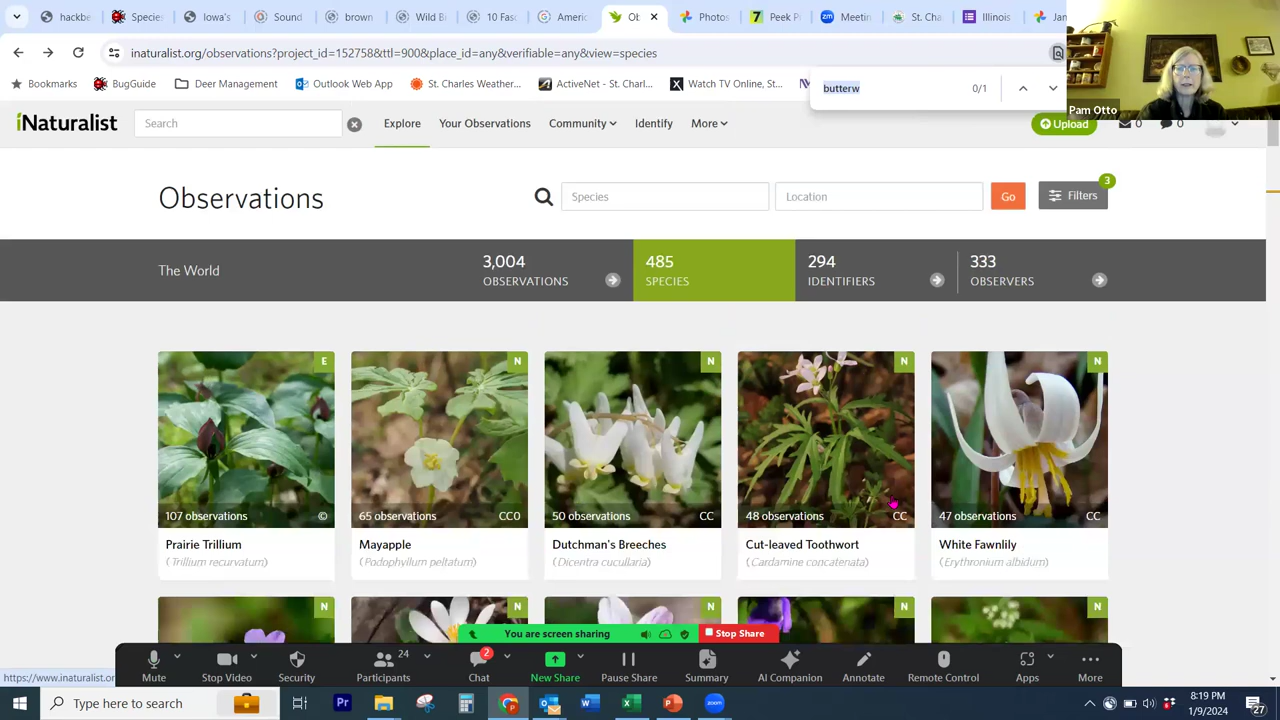 hackb
Species
Iowa's
Sound
brown
Wild Bi
10 Fas
Americ
Ob
Photos
Peek P
Meetin
St. Cha
Illinois
Jan
inaturalist.org/observations?project_id=152759
900&place_id=any
verifiable
any&view=species
Bookmarks
BugGuide
Deer Management
Outlook Web App
St. Charles Weather...
ActiveNet - St. Charl...
Watch TV Online, St...
butterw
0/1
Pam Otto
iNaturalist
Search
Your Observations
Community
Identify
More
Upload
0
0
Observations
Species
Location
Go
Filters
3
The World
3,004
OBSERVATIONS
485
SPECIES
294
IDENTIFIERS
333
OBSERVERS
E
107 observations ©
Prairie Trillium
(Trillium recurvatum)
N
65 observations CC0
Mayapple
(Podophyllum peltatum)
N
50 observations CC
Dutchman's Breeches
(Dicentra cucullaria)
N
48 observations CC
Cut-leaved Toothwort
(Cardamine concatenata)
N
47 observations CC
White Fawnlily
(Erythronium albidum)
N
N
N
N
N
You are screen sharing
Stop Share
Mute
Stop Video
Security
24
Participants
2
Chat
New Share
Pause Share
Summary
AI Companion
Annotate
Remote Control
Apps
More
https://www.inaturalist.or
Type here to search
8:19 PM
1/9/2024
27